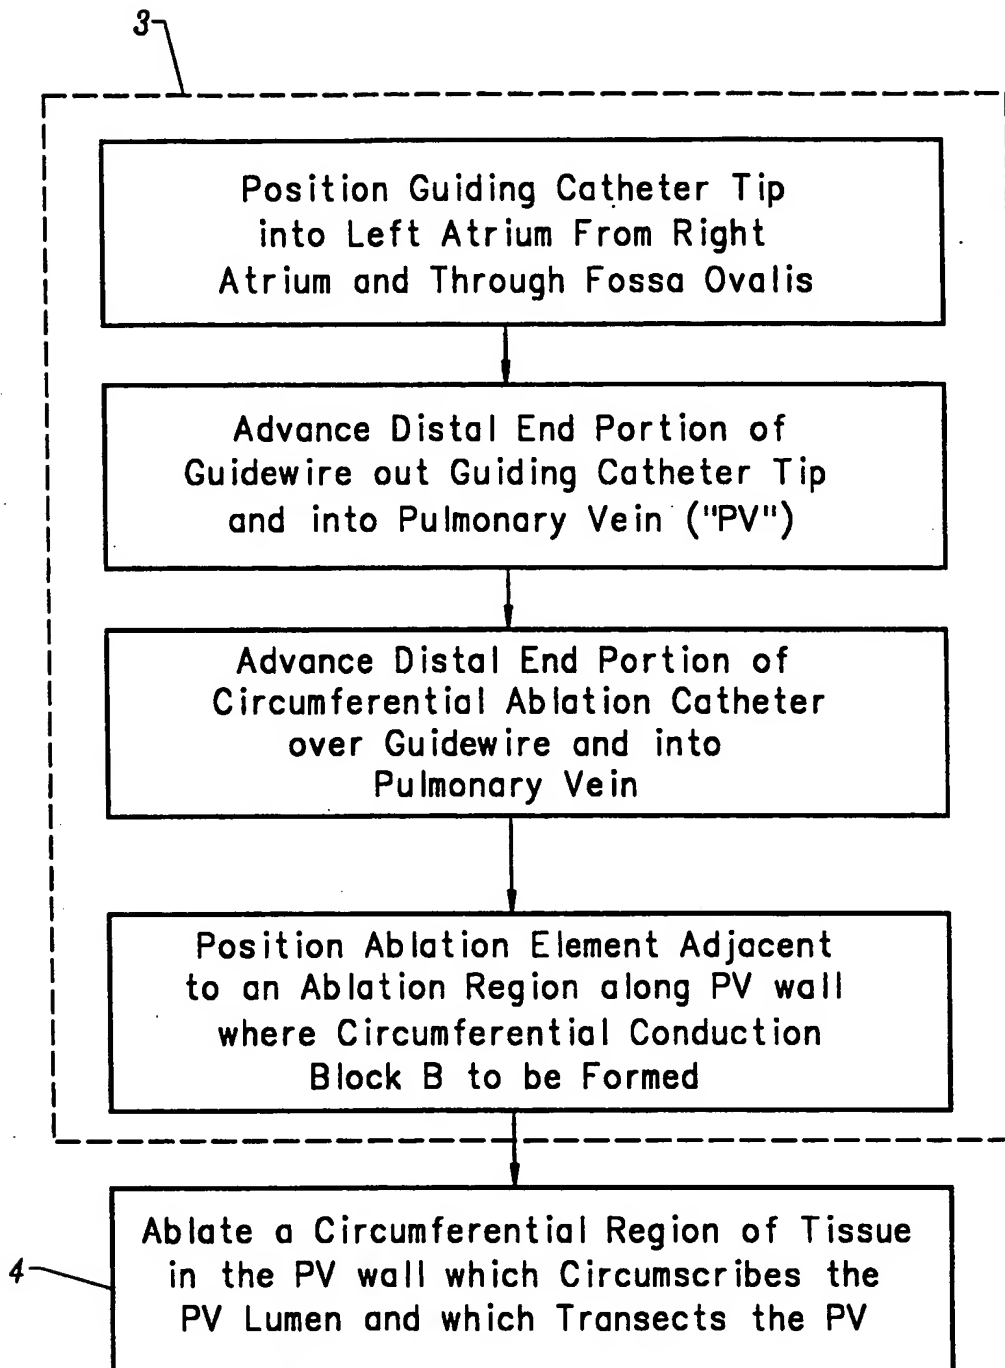 3
Position Guiding Catheter Tip
into Left Atrium From Right
Atrium and Through Fossa Ovalis
Advance Distal End Portion of
Guidewire out Guiding Catheter Tip
and into Pulmonary Vein ("PV")
Advance Distal End Portion of
Circumferential Ablation Catheter
over Guidewire and into
Pulmonary Vein
Position Ablation Element Adjacent
to an Ablation Region along PV wall
where Circumferential Conduction
Block B to be Formed
4
Ablate a Circumferential Region of Tissue
in the PV wall which Circumscribes the
PV Lumen and which Transects the PV